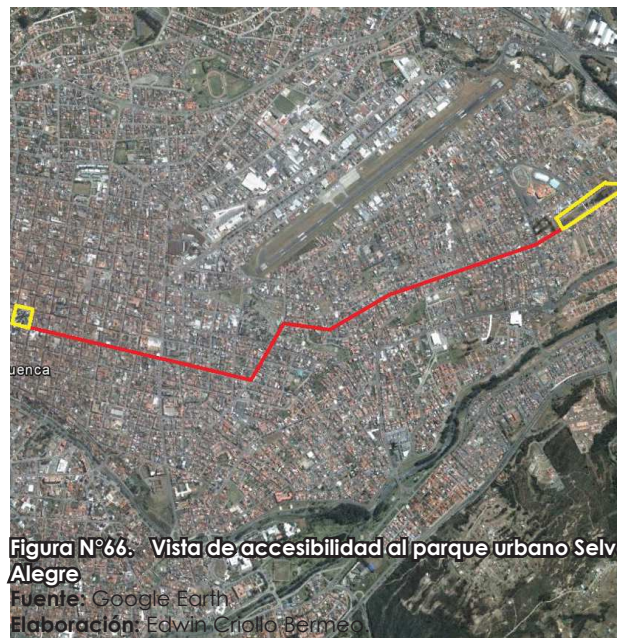 uenca
Figura N°66. Vista de accesibilidad al parque urbano Selv
Alegre
Fuente: Google Earth
Elaboración: Edwin Criollo Bermeo.